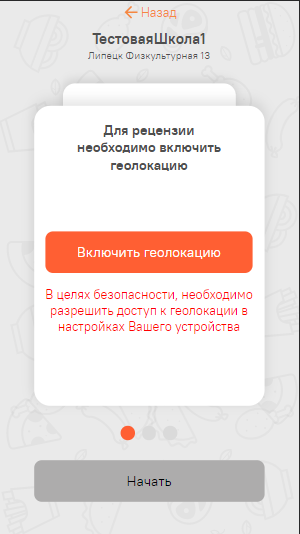 Назад
ТестоваяШкола1
Липецк Физкультурная 13
Для рецензии
необходимо включить
геолокацию
Включить геолокацию
В целях безопасности, необходимо
разрешить доступ к геолокации в
настройках Вашего устройства
Начать